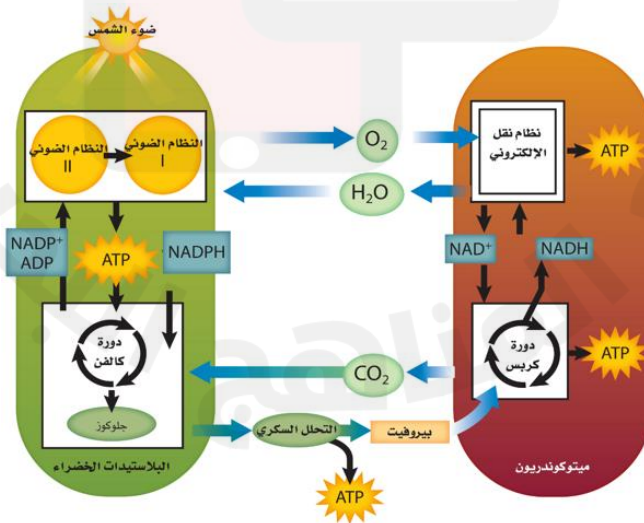 ضوء الشمس
النظام الضوئي
II
النظام الضوئي
I
O₂
H₂O
نظام نقل
الإلكتروني
ATP
NADP⁺
ADP
ATP
NADPH
NAD⁺
NADH
دورة
كالفن
جلوكوز
CO₂
دورة
كربس
ATP
التحلل السكري
بيروفيت
ATP
البلاستيدات الخضراء
ميتوكوندريون